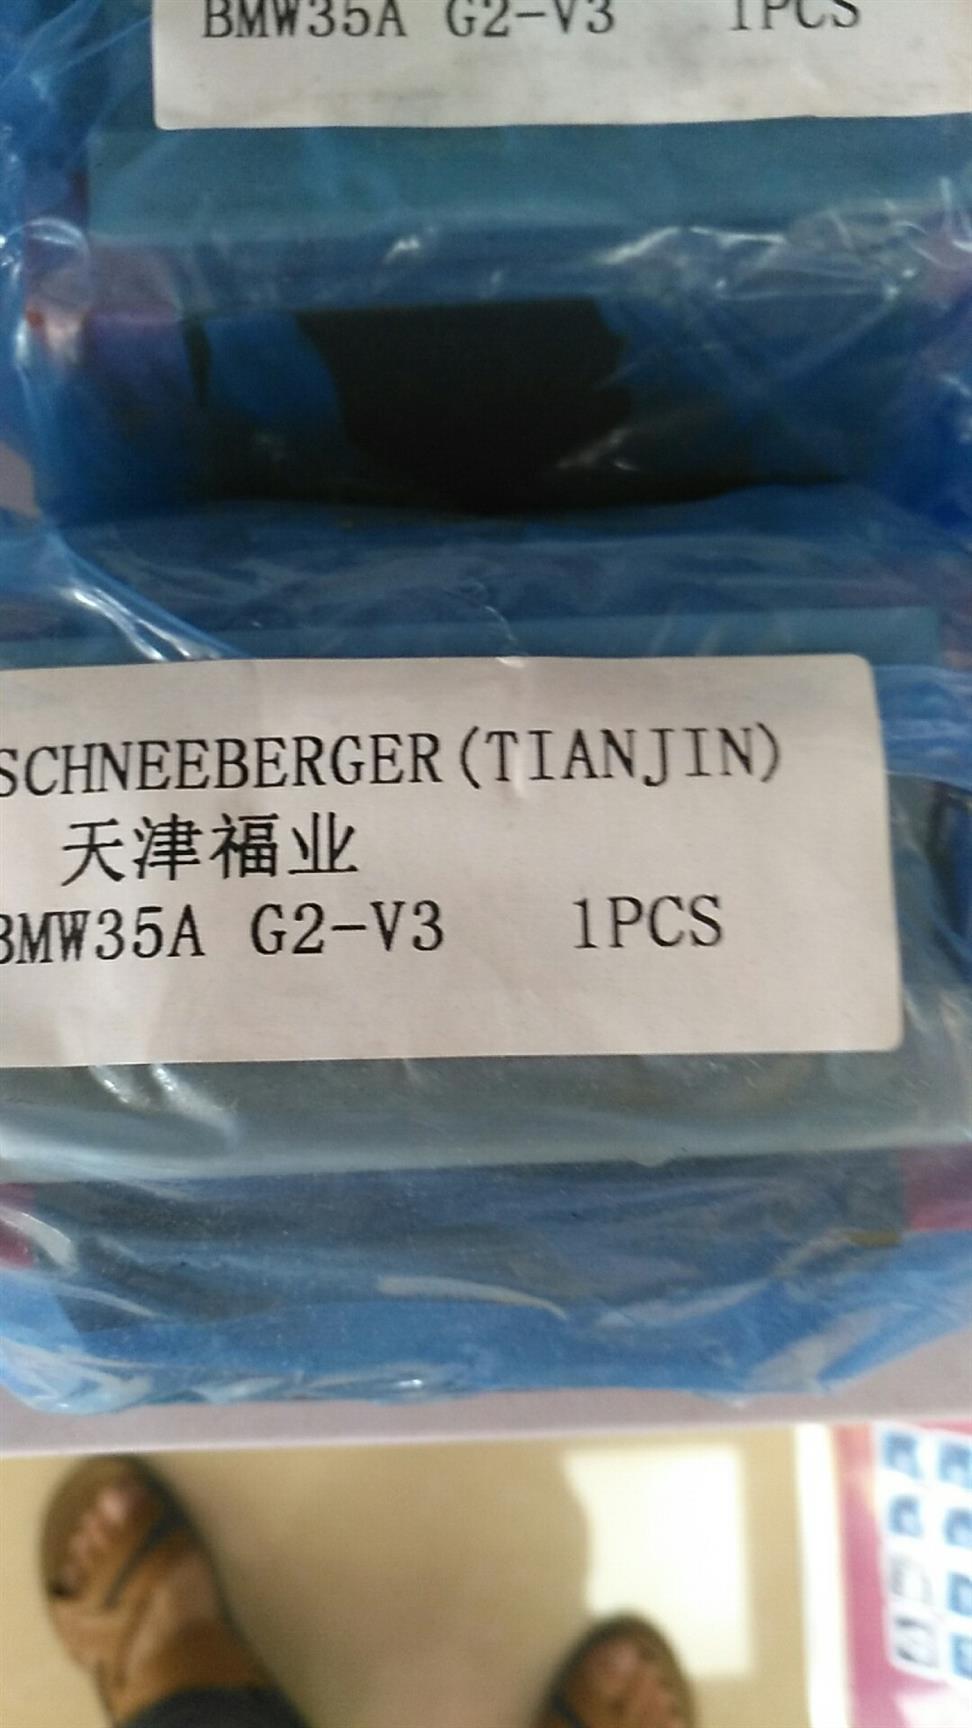 BMW35A G2-V3 1PCS
SCHNEEBERGER(TIANJIN)
天津福业
BMW35A G2-V3 1PCS